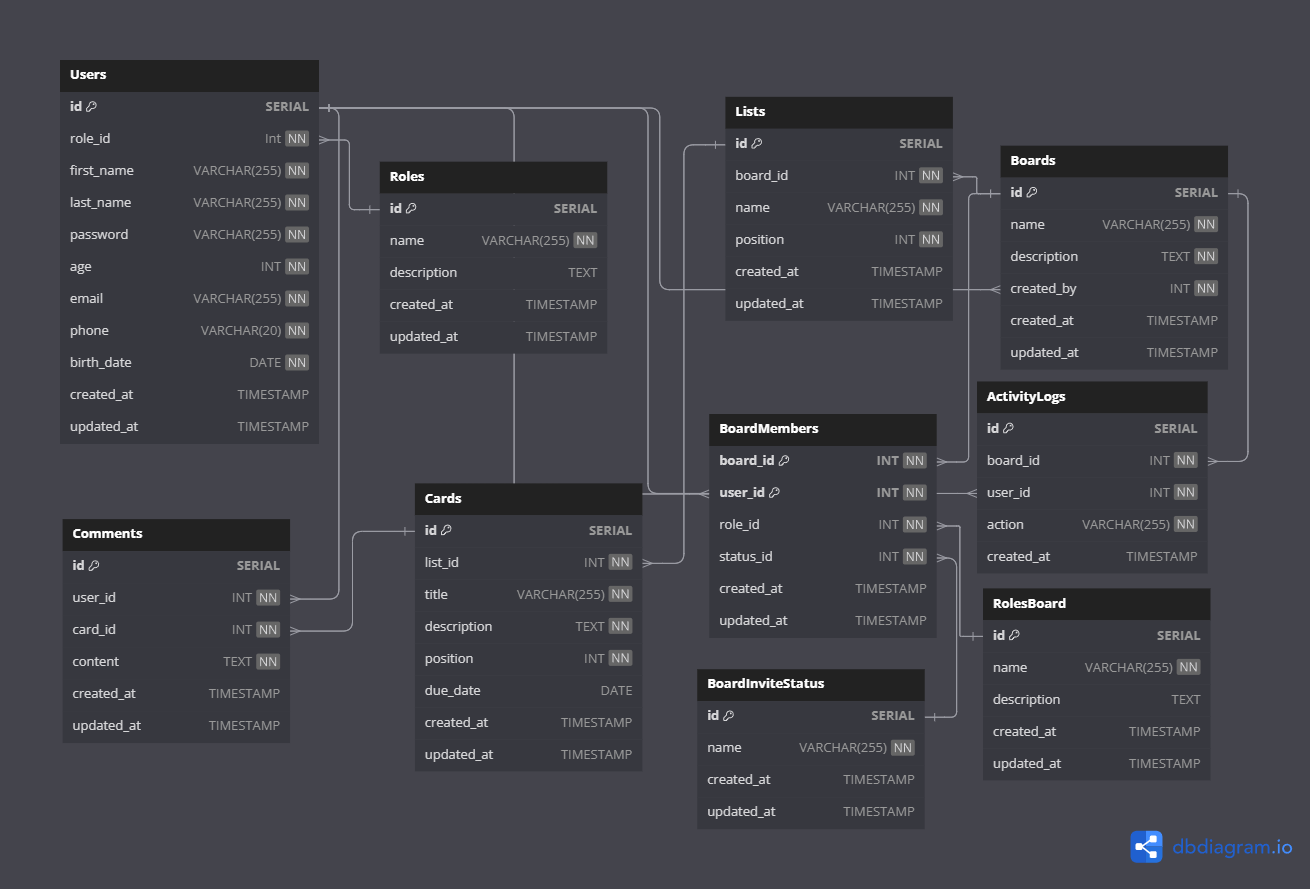 Users
id SERIAL
role_id Int NN
first_name VARCHAR(255) NN
last_name VARCHAR(255) NN
password VARCHAR(255) NN
age INT NN
email VARCHAR(255) NN
phone VARCHAR(20) NN
birth_date DATE NN
created_at TIMESTAMP
updated_at TIMESTAMP
Roles
id SERIAL
name VARCHAR(255) NN
description TEXT
created_at TIMESTAMP
updated_at TIMESTAMP
Lists
id SERIAL
board_id INT NN
name VARCHAR(255) NN
position INT NN
created_at TIMESTAMP
updated_at TIMESTAMP
Boards
id SERIAL
name VARCHAR(255) NN
description TEXT NN
created_by INT NN
created_at TIMESTAMP
updated_at TIMESTAMP
ActivityLogs
id SERIAL
board_id INT NN
user_id INT NN
action VARCHAR(255) NN
created_at TIMESTAMP
BoardMembers
board_id INT NN
user_id INT NN
role_id INT NN
status_id INT NN
created_at TIMESTAMP
updated_at TIMESTAMP
Cards
id SERIAL
list_id INT NN
title VARCHAR(255) NN
description TEXT NN
position INT NN
due_date DATE
created_at TIMESTAMP
updated_at TIMESTAMP
Comments
id SERIAL
user_id INT NN
card_id INT NN
content TEXT NN
created_at TIMESTAMP
updated_at TIMESTAMP
RolesBoard
id SERIAL
name VARCHAR(255) NN
description TEXT
created_at TIMESTAMP
updated_at TIMESTAMP
BoardInviteStatus
id SERIAL
name VARCHAR(255) NN
created_at TIMESTAMP
updated_at TIMESTAMP
dbdiagram.io